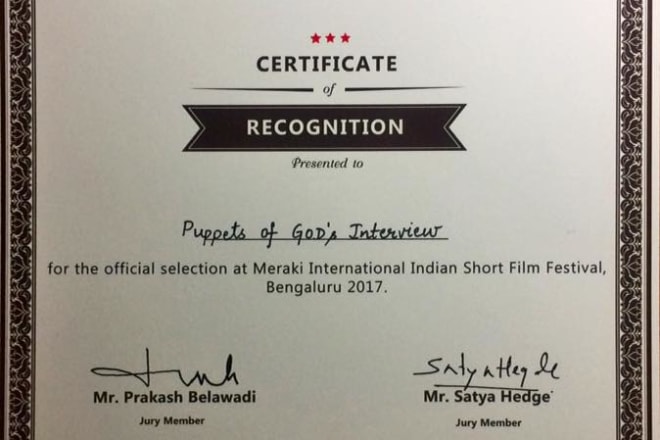 CERTIFICATE
of
RECOGNITION
Presented to
Puppets of GOD's Interview
for the official selection at Meraki International Indian Short Film Festival,
Bengaluru 2017.
Satya Hegde
Mr. Prakash Belawadi
Mr. Satya Hedge
Jury Member
Jury Member